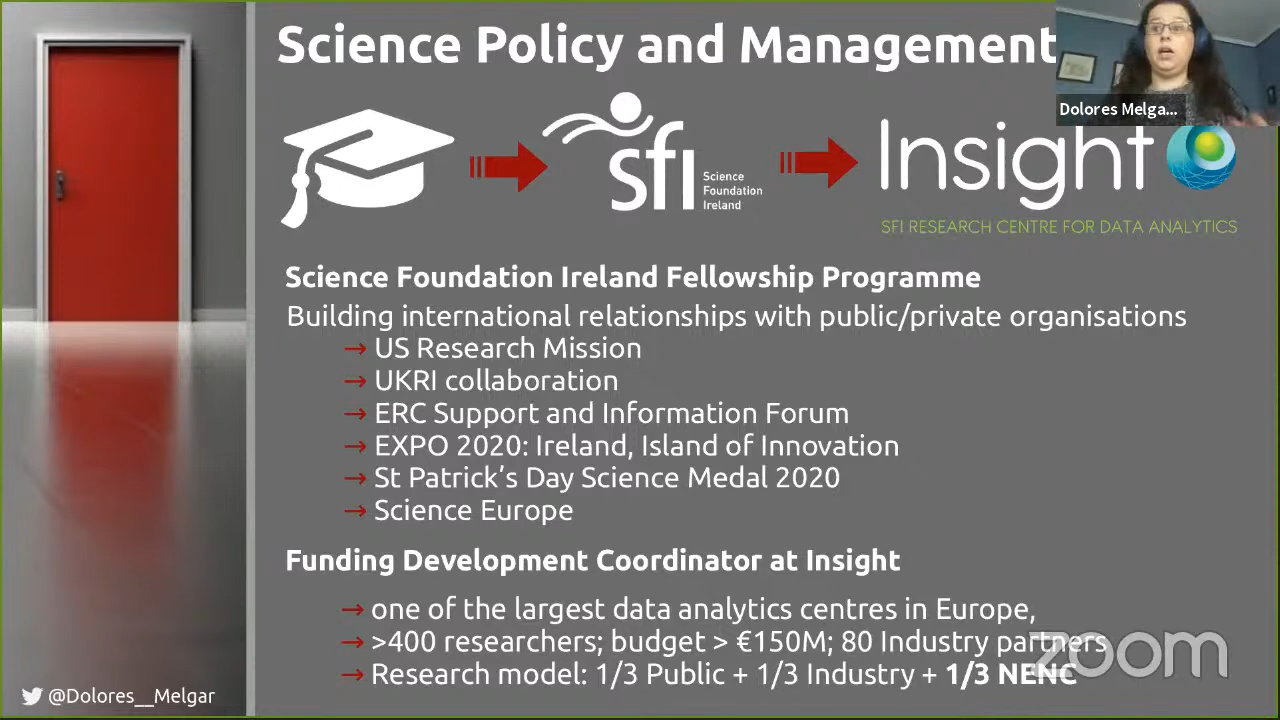 Science Policy and Management
Dolores Melga...
sfi
Science
Foundation
Ireland
Insight
SFI RESEARCH CENTRE FOR DATA ANALYTICS
Science Foundation Ireland Fellowship Programme
Building international relationships with public/private organisations
→ US Research Mission
→ UKRI collaboration
→ ERC Support and Information Forum
→ EXPO 2020: Ireland, Island of Innovation
→ St Patrick’s Day Science Medal 2020
→ Science Europe
Funding Development Coordinator at Insight
→ one of the largest data analytics centres in Europe,
→ >400 researchers; budget > €150M; 80 Industry partners
→ Research model: 1/3 Public + 1/3 Industry + 1/3 NENC
zoom
@Dolores__Melgar